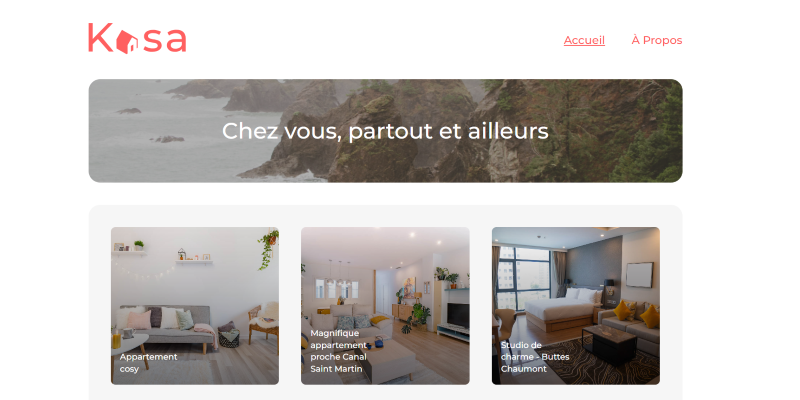 Kasa
Accueil
À Propos
Chez vous, partout et ailleurs
Appartement
cosy
Magnifique
appartement
proche Canal
Saint Martin
Studio de
charme - Buttes
Chaumont